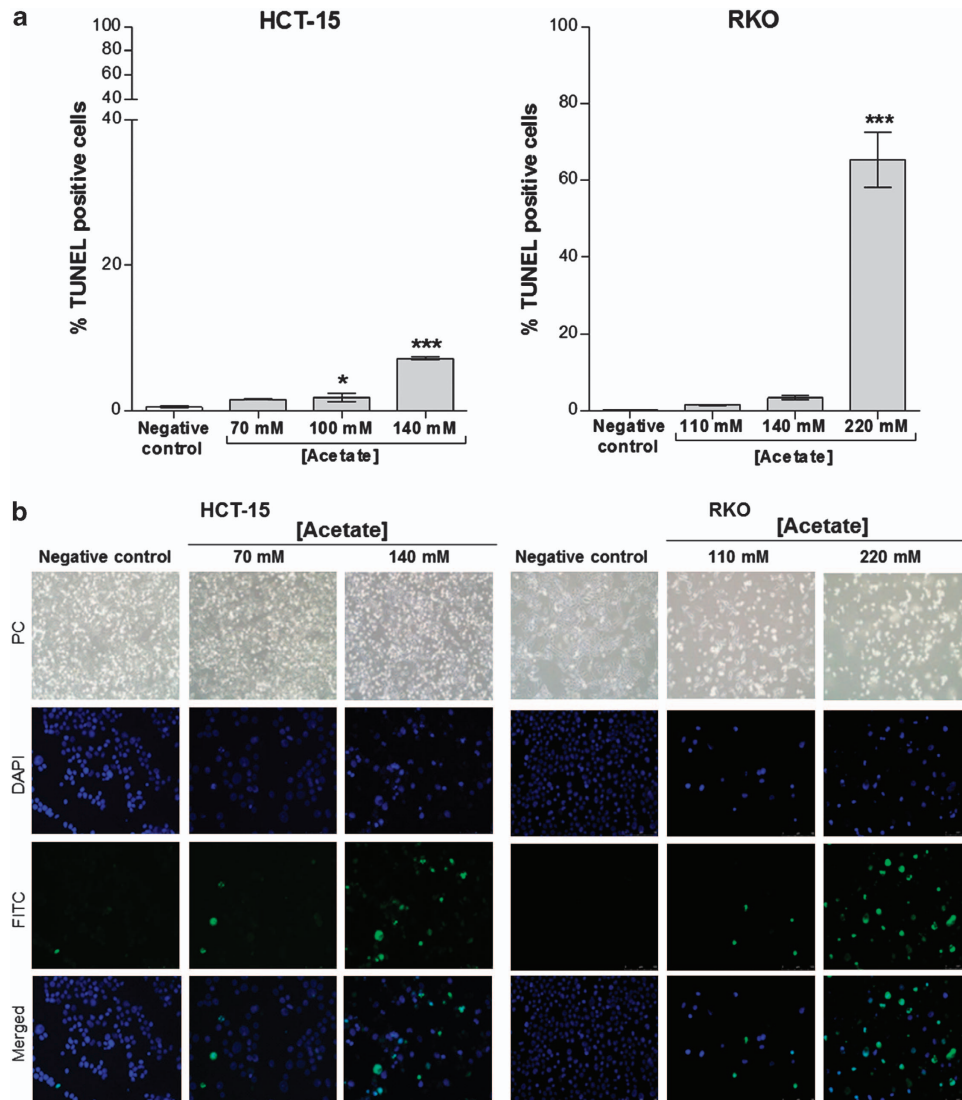 a
HCT-15
RKO
% TUNEL positive cells
100
80
60
40
40
20
0
*
***
Negative control
70 mM
100 mM
140 mM
[Acetate]
% TUNEL positive cells
100
80
60
40
20
0
***
Negative control
110 mM
140 mM
220 mM
[Acetate]
b
HCT-15
RKO
[Acetate]
[Acetate]
Negative control
70 mM
140 mM
Negative control
110 mM
220 mM
PC
DAPI
FITC
Merged